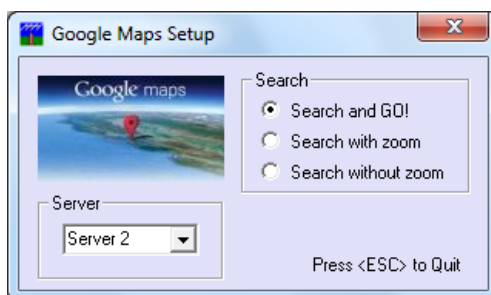 Google Maps Setup
Google maps
Search
Search and GO!
Search with zoom
Search without zoom
Server
Server 2
Press <ESC> to Quit